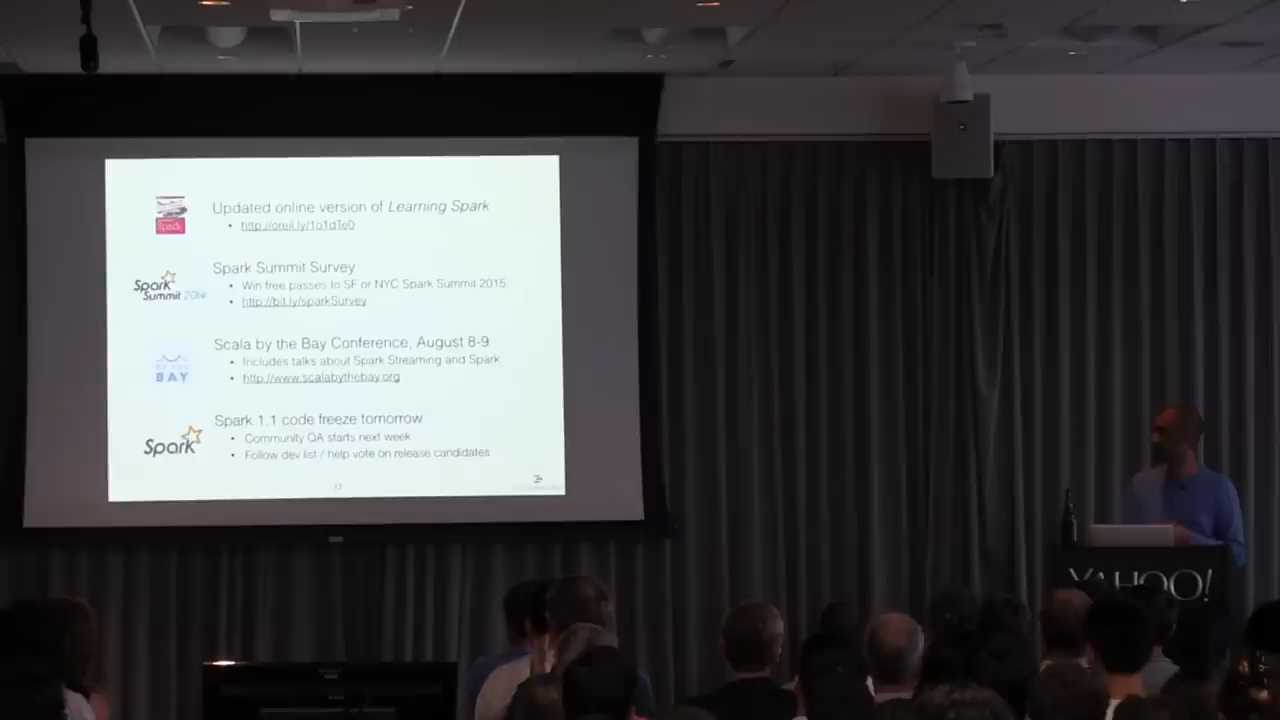 Updated online version of Learning Spark
• http://oreil.ly/1o1dTe0
Spark
Spark Summit Survey
• Win free passes to SF or NYC Spark Summit 2015
• http://bit.ly/sparkSurvey
Spark
Summit 2014
Scala by the Bay Conference, August 8-9
• Includes talks about Spark Streaming and Spark
• http://www.scalabythebay.org
BY THE
BAY
Spark 1.1 code freeze tomorrow
• Community QA starts next week
• Follow dev list / help vote on release candidates
Spark
YAHOO!